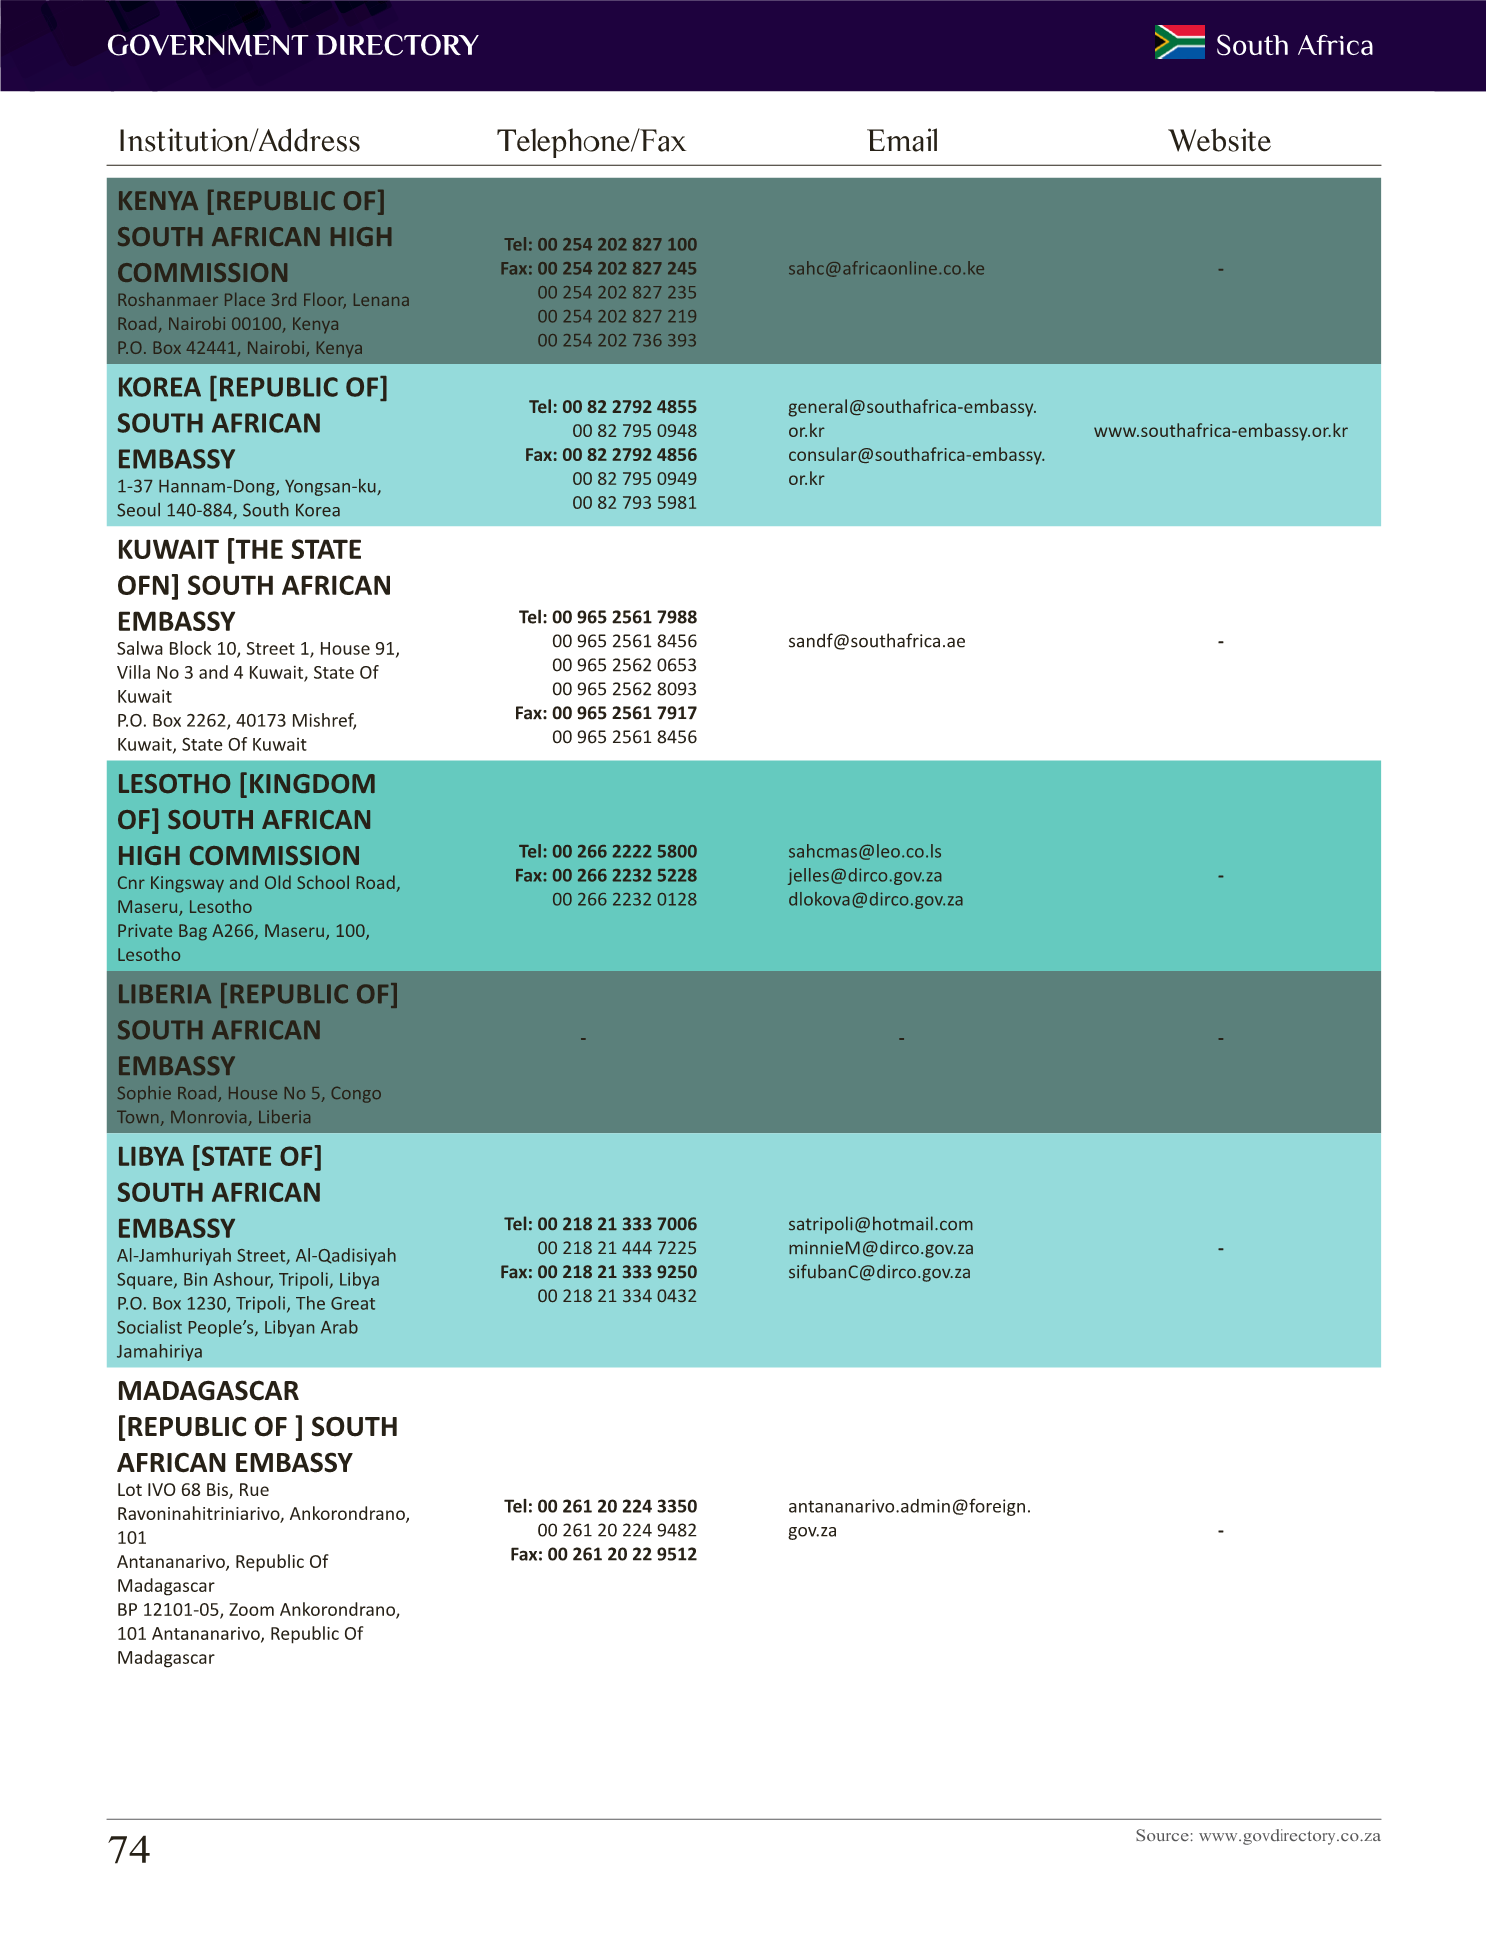 GOVERNMENT DIRECTORY
South Africa
Institution/Address Telephone/Fax Email Website
KENYA [REPUBLIC OF]
SOUTH AFRICAN HIGH
COMMISSION
Roshanmaer Place 3rd Floor, Lenana
Road, Nairobi 00100, Kenya
P.O. Box 42441, Nairobi, Kenya
Tel: 00 254 202 827 100
Fax: 00 254 202 827 245
00 254 202 827 235
00 254 202 827 219
00 254 202 736 393
sahc@africaonline.co.ke
-
KOREA [REPUBLIC OF]
SOUTH AFRICAN
EMBASSY
1-37 Hannam-Dong, Yongsan-ku,
Seoul 140-884, South Korea
Tel: 00 82 2792 4855
00 82 795 0948
Fax: 00 82 2792 4856
00 82 795 0949
00 82 793 5981
general@southafrica-embassy.
or.kr
consular@southafrica-embassy.
or.kr
www.southafrica-embassy.or.kr
KUWAIT [THE STATE
OFN] SOUTH AFRICAN
EMBASSY
Salwa Block 10, Street 1, House 91,
Villa No 3 and 4 Kuwait, State Of
Kuwait
P.O. Box 2262, 40173 Mishref,
Kuwait, State Of Kuwait
Tel: 00 965 2561 7988
00 965 2561 8456
00 965 2562 0653
00 965 2562 8093
Fax: 00 965 2561 7917
00 965 2561 8456
sandf@southafrica.ae
-
LESOTHO [KINGDOM
OF] SOUTH AFRICAN
HIGH COMMISSION
Cnr Kingsway and Old School Road,
Maseru, Lesotho
Private Bag A266, Maseru, 100,
Lesotho
Tel: 00 266 2222 5800
Fax: 00 266 2232 5228
00 266 2232 0128
sahcmas@leo.co.ls
jelles@dirco.gov.za
dlokova@dirco.gov.za
-
LIBERIA [REPUBLIC OF]
SOUTH AFRICAN
EMBASSY
Sophie Road, House No 5, Congo
Town, Monrovia, Liberia
-
-
-
LIBYA [STATE OF]
SOUTH AFRICAN
EMBASSY
Al-Jamhuriyah Street, Al-Qadisiyah
Square, Bin Ashour, Tripoli, Libya
P.O. Box 1230, Tripoli, The Great
Socialist People’s, Libyan Arab
Jamahiriya
Tel: 00 218 21 333 7006
00 218 21 444 7225
Fax: 00 218 21 333 9250
00 218 21 334 0432
satripoli@hotmail.com
minnieM@dirco.gov.za
sifubanC@dirco.gov.za
-
MADAGASCAR
[REPUBLIC OF ] SOUTH
AFRICAN EMBASSY
Lot IVO 68 Bis, Rue
Ravoninahitriniarivo, Ankorondrano,
101
Antananarivo, Republic Of
Madagascar
BP 12101-05, Zoom Ankorondrano,
101 Antananarivo, Republic Of
Madagascar
Tel: 00 261 20 224 3350
00 261 20 224 9482
Fax: 00 261 20 22 9512
antananarivo.admin@foreign.
gov.za
-
74
Source: www.govdirectory.co.za